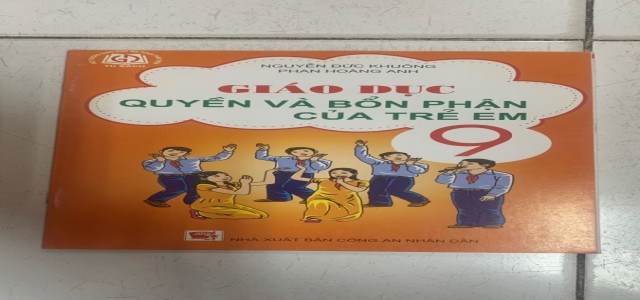 NGUYỄN ĐỨC KHUÔNG
PHAN HOÀNG ANH
GIÁO DỤC
QUYỀN VÀ BỔN PHẬN
CỦA TRẺ EM
9
NHÀ XUẤT BẢN CÔNG AN NHÂN DÂN